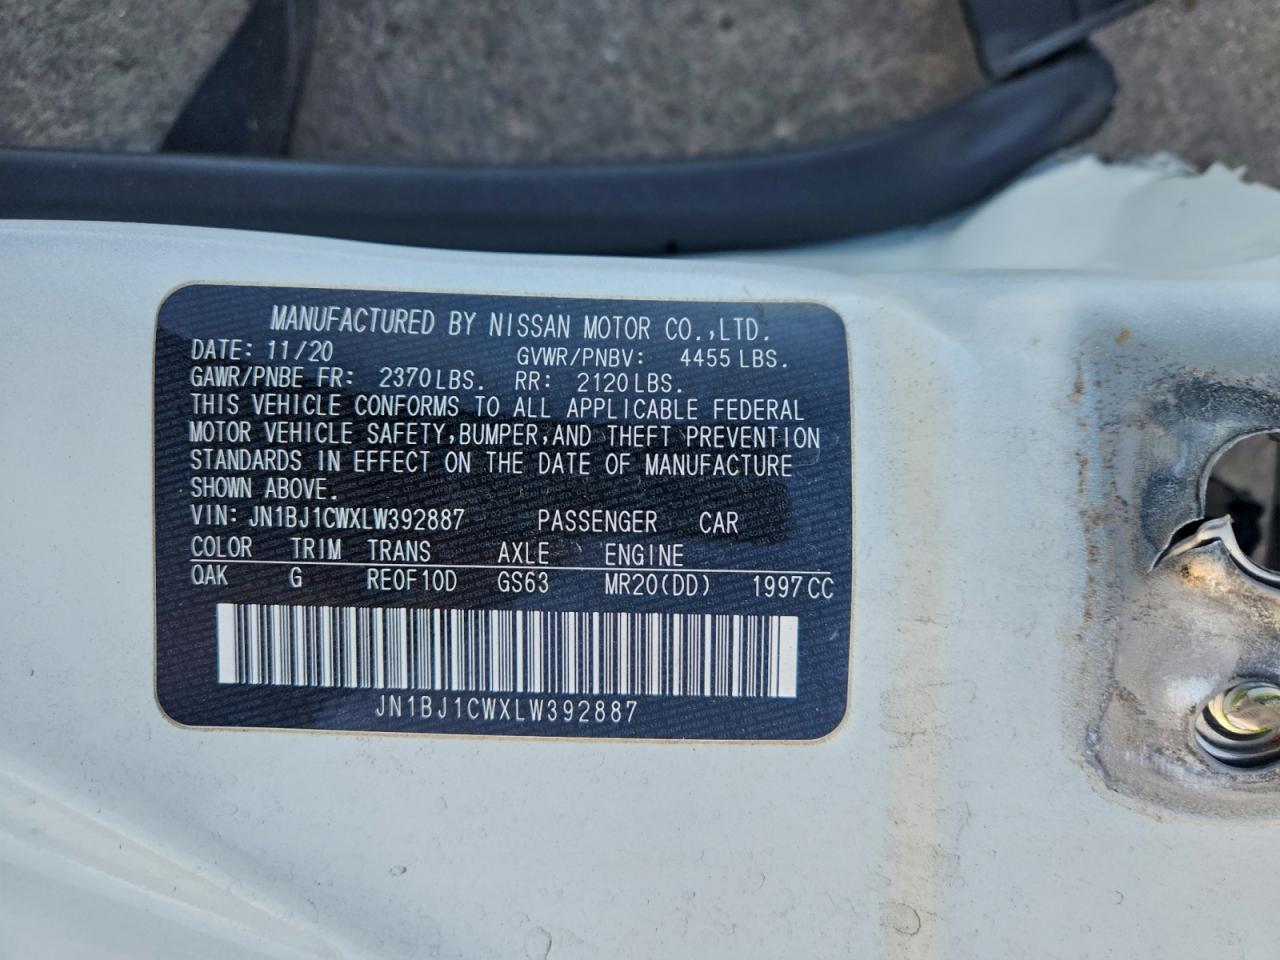 MANUFACTURED BY NISSAN MOTOR CO.,LTD.
DATE: 11/20 GVWR/PNBV: 4455 LBS.
GAWR/PNBE FR: 2370 LBS. RR: 2120 LBS.
THIS VEHICLE CONFORMS TO ALL APPLICABLE FEDERAL
MOTOR VEHICLE SAFETY,BUMPER,AND THEFT PREVENTION
STANDARDS IN EFFECT ON THE DATE OF MANUFACTURE
SHOWN ABOVE.
VIN: JN1BJ1CWXLW392887 PASSENGER CAR
COLOR TRIM TRANS AXLE ENGINE
QAK G RE0F10D GS63 MR20(DD) 1997 CC
JN1BJ1CWXLW392887